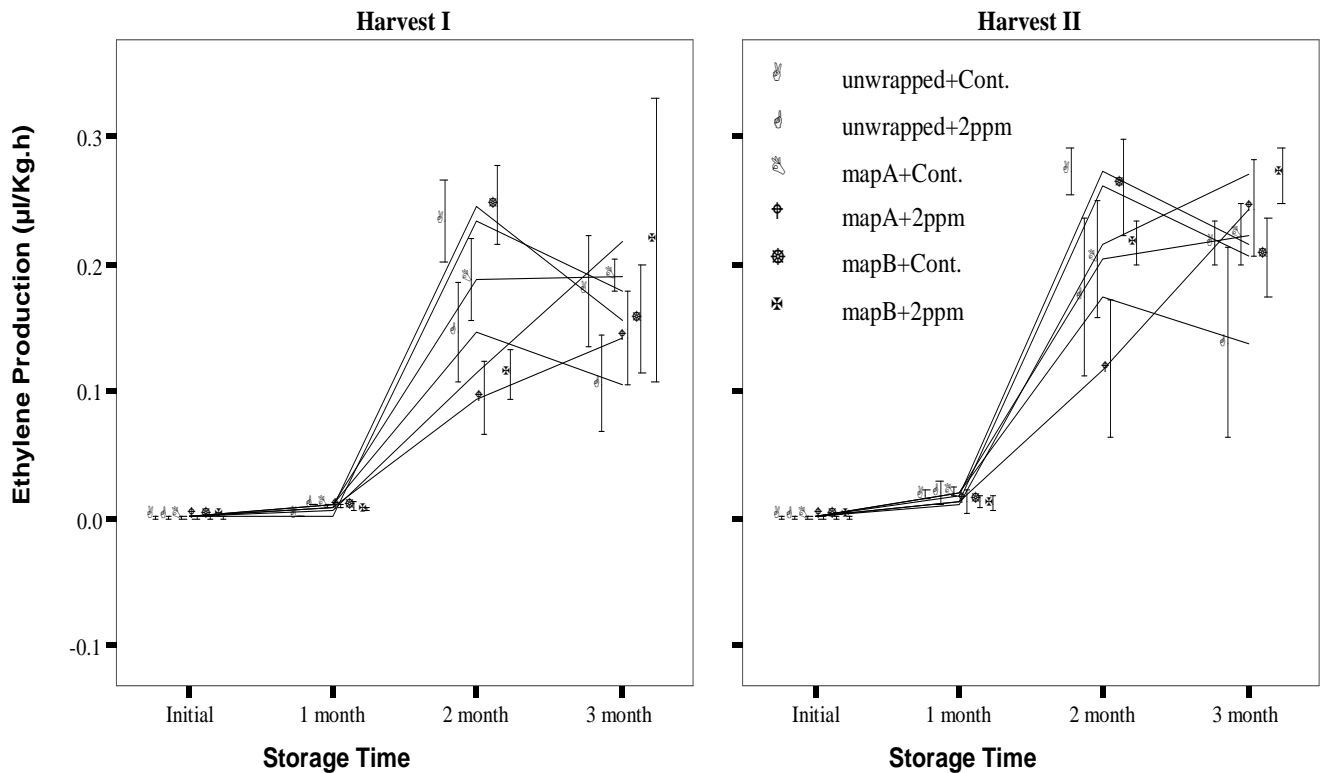 Harvest I
Harvest II
Ethylene Production (µl/Kg.h)
0.3
0.2
0.1
0.0
-0.1
unwrapped+Cont.
unwrapped+2ppm
mapA+Cont.
mapA+2ppm
mapB+Cont.
mapB+2ppm
Initial
1 month
2 month
3 month
Initial
1 month
2 month
3 month
Storage Time
Storage Time